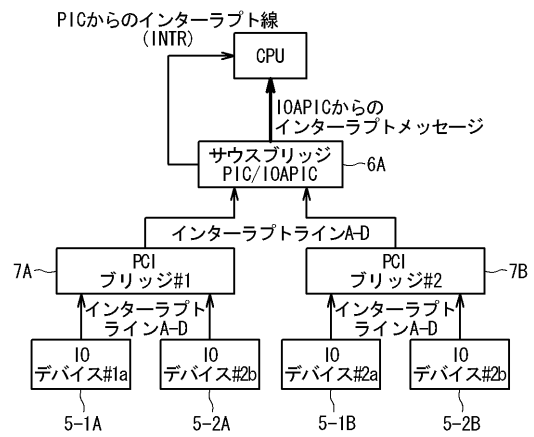 PICからのインターラプト線
(INTR)
CPU
IOAPICからの
インターラプトメッセージ
サウスブリッジ
PIC/IOAPIC
6A
インターラプトラインA-D
7A
PCI
ブリッジ#1
PCI
ブリッジ#2
7B
インターラプト
ラインA-D
インターラプト
ラインA-D
IO
デバイス#1a
IO
デバイス#2b
IO
デバイス#2a
IO
デバイス#2b
5-1A
5-2A
5-1B
5-2B